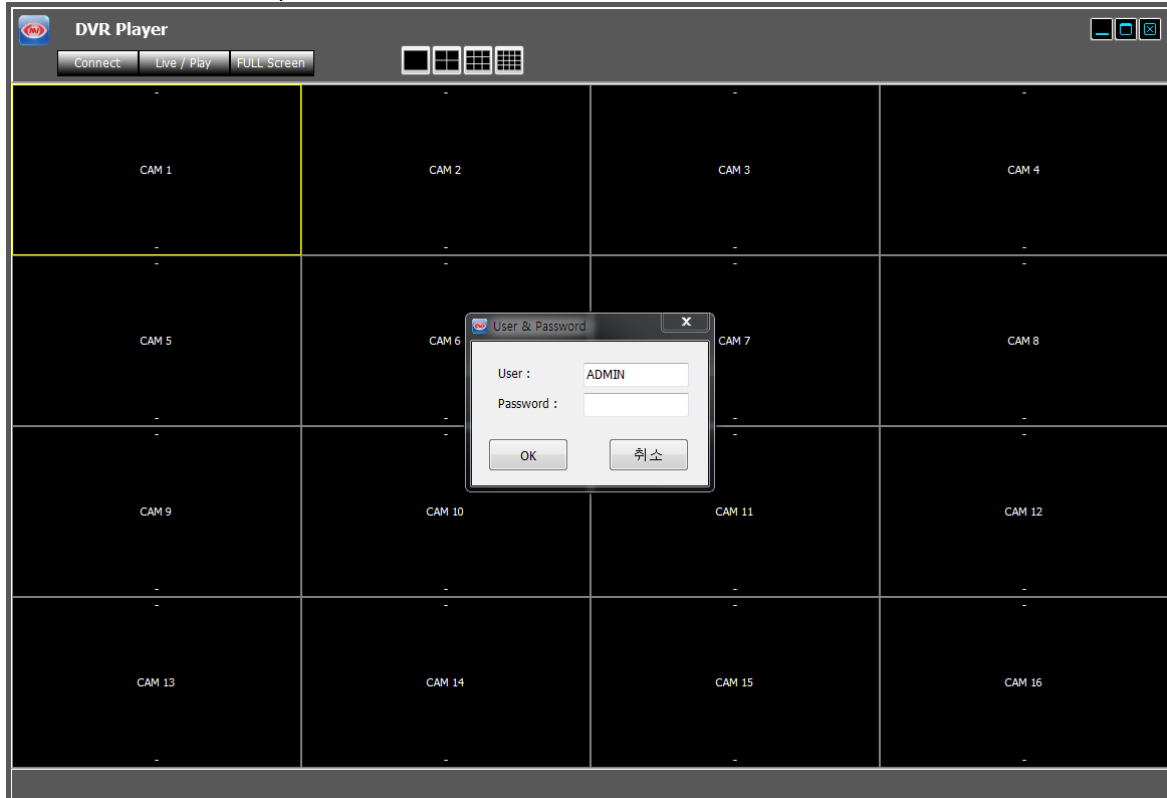 DVR Player
Connect Live / Play FULL Screen
-
-
-
-
CAM 1
CAM 2
CAM 3
CAM 4
-
-
-
-
-
-
-
-
CAM 5
CAM 6
CAM 7
CAM 8
-
-
-
-
User & Password
User : ADMIN
Password :
OK 취소
-
-
-
-
CAM 9
CAM 10
CAM 11
CAM 12
-
-
-
-
-
-
-
-
CAM 13
CAM 14
CAM 15
CAM 16
-
-
-
-